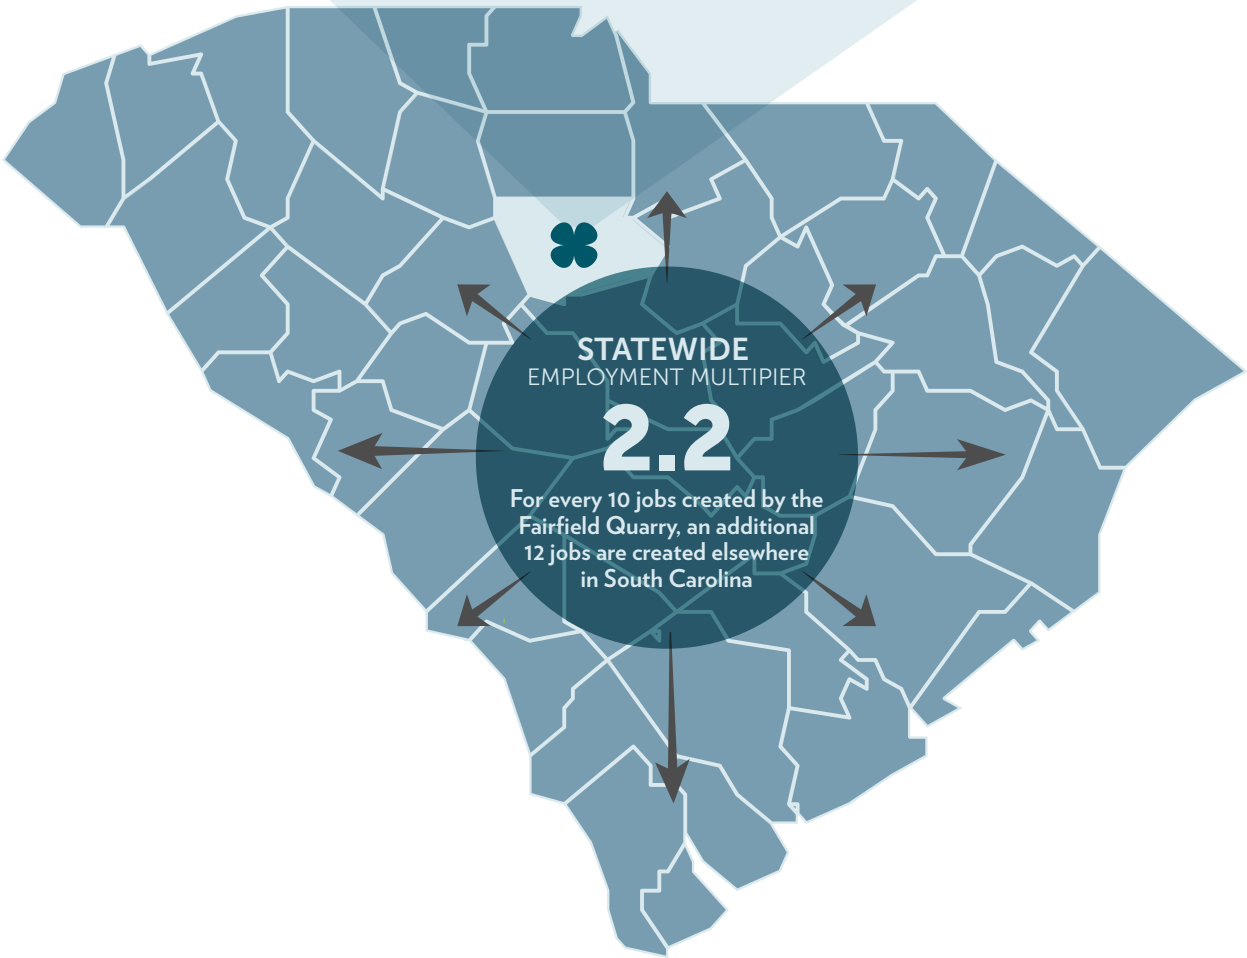 STATEWIDE
EMPLOYMENT MULTIPIER
2.2
For every 10 jobs created by the
Fairfield Quarry, an additional
12 jobs are created elsewhere
in South Carolina